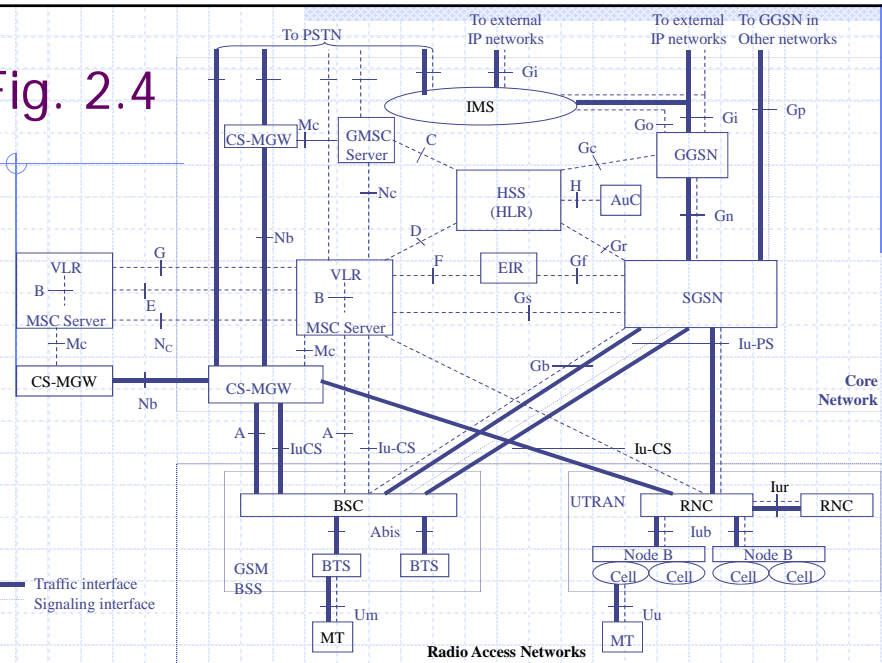 To external
IP networks
To external
IP networks
To GGSN in
Other networks
To PSTN
Fig. 2.4
Gi
IMS
Gp
Go
Gi
Mc
CS-MGW
GMSC
Server
C
Gc
GGSN
HSS
(HLR)
H
AuC
Nc
Gn
D
Nb
Gr
G
VLR
B
E
MSC Server
NC
VLR
B
MSC Server
F
EIR
Gf
Gs
SGSN
Mc
Mc
Iu-PS
Gb
CS-MGW
Nb
CS-MGW
Core
Network
A
IuCS
A
Iu-CS
Iu-CS
BSC
UTRAN
RNC
Iur
RNC
Abis
Iub
GSM
BSS
BTS
BTS
Node B
Node B
Cell
Cell
Cell
Cell
Traffic interface
Signaling interface
Um
Uu
MT
MT
Radio Access Networks